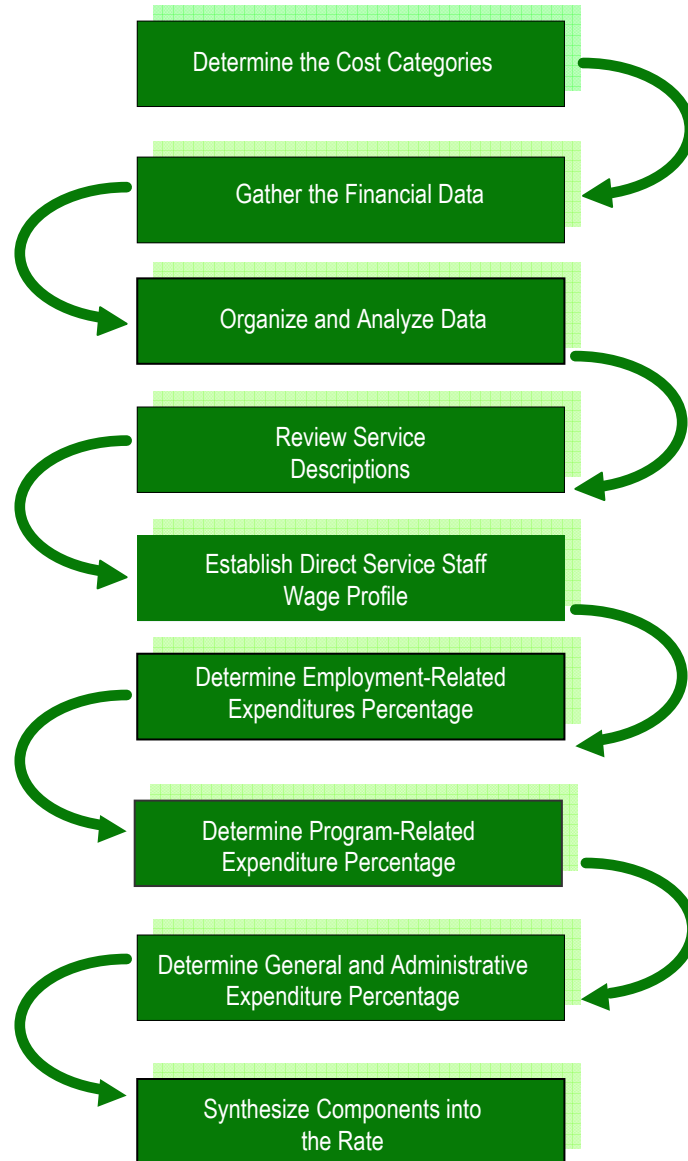 Determine the Cost Categories
Gather the Financial Data
Organize and Analyze Data
Review Service
Descriptions
Establish Direct Service Staff
Wage Profile
Determine Employment-Related
Expenditures Percentage
Determine Program-Related
Expenditure Percentage
Determine General and Administrative
Expenditure Percentage
Synthesize Components into
the Rate